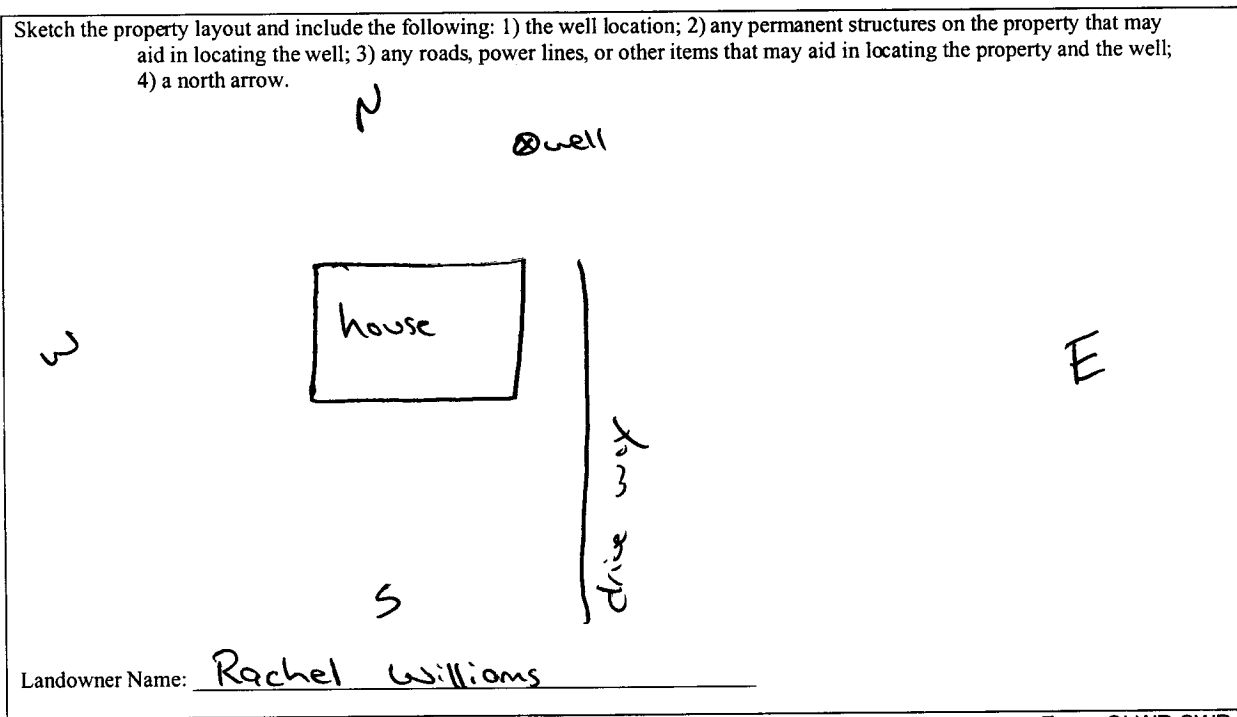 Sketch the property layout and include the following: 1) the well location; 2) any permanent structures on the property that may
aid in locating the well; 3) any roads, power lines, or other items that may aid in locating the property and the well;
4) a north arrow.
N
well
house
W
E
drive way
S
Landowner Name: Rachel Williams